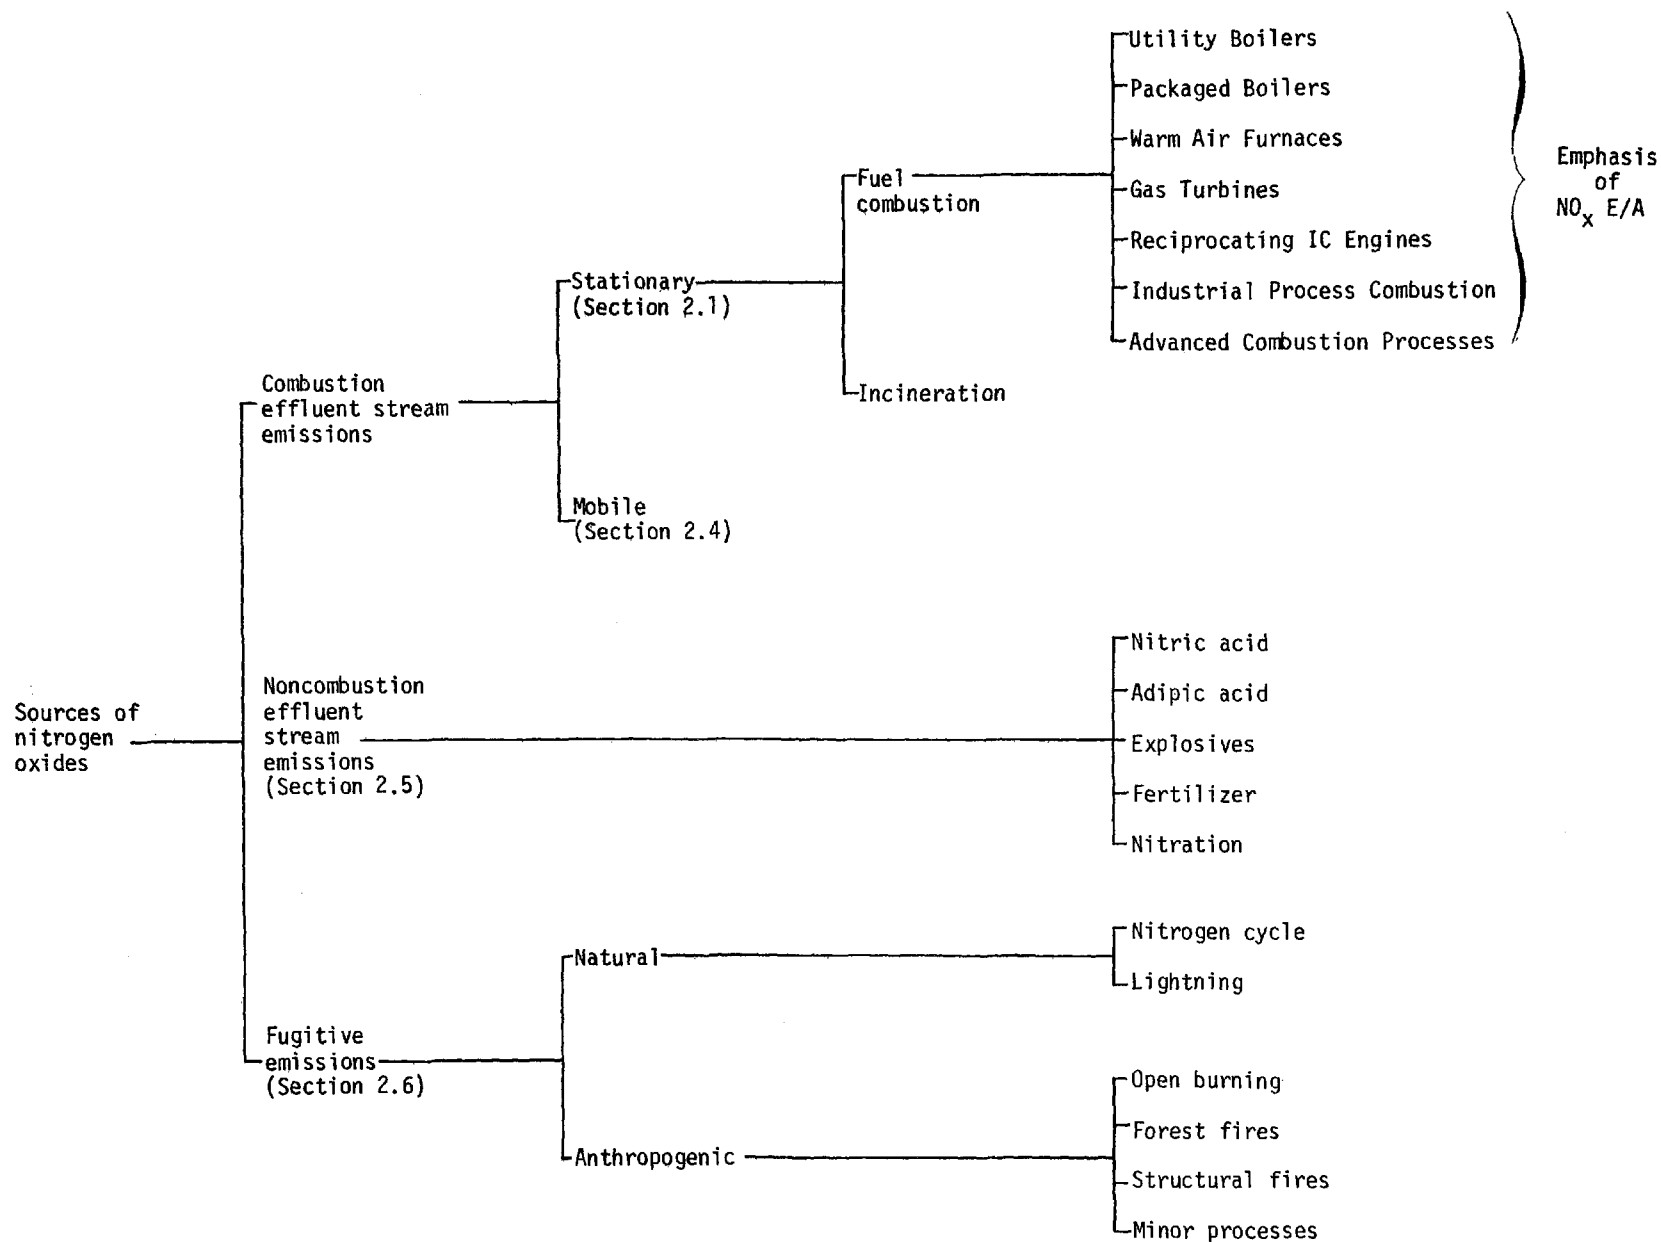 Sources of
nitrogen
oxides
Combustion
effluent stream
emissions
Stationary
(Section 2.1)
Fuel
combustion
Utility Boilers
Packaged Boilers
Warm Air Furnaces
Gas Turbines
Reciprocating IC Engines
Industrial Process Combustion
Advanced Combustion Processes
Emphasis
of
NOx E/A
Incineration
Mobile
(Section 2.4)
Noncombustion
effluent
stream
emissions
(Section 2.5)
Nitric acid
Adipic acid
Explosives
Fertilizer
Nitration
Fugitive
emissions
(Section 2.6)
Natural
Nitrogen cycle
Lightning
Anthropogenic
Open burning
Forest fires
Structural fires
Minor processes